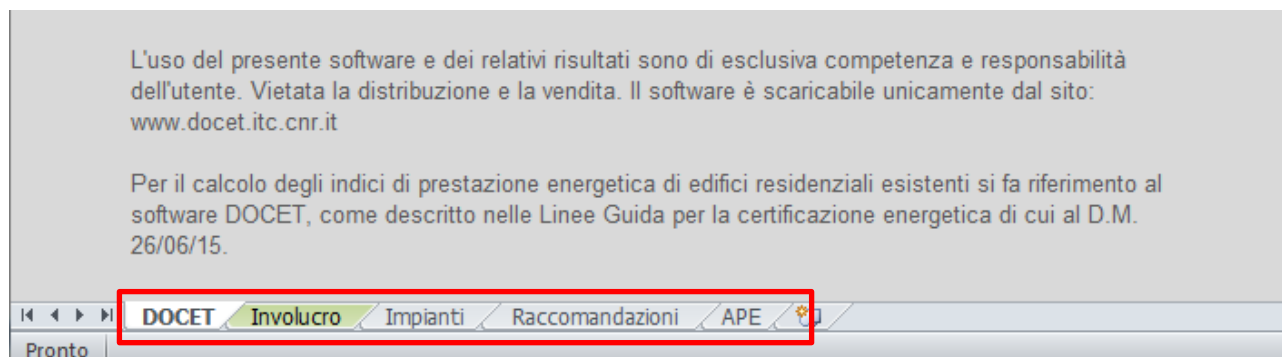 L'uso del presente software e dei relativi risultati sono di esclusiva competenza e responsabilità
dell'utente. Vietata la distribuzione e la vendita. Il software è scaricabile unicamente dal sito:
www.docet.itc.cnr.it
Per il calcolo degli indici di prestazione energetica di edifici residenziali esistenti si fa riferimento al
software DOCET, come descritto nelle Linee Guida per la certificazione energetica di cui al D.M.
26/06/15.
DOCET Involucro Impianti Raccomandazioni APE
Pronto